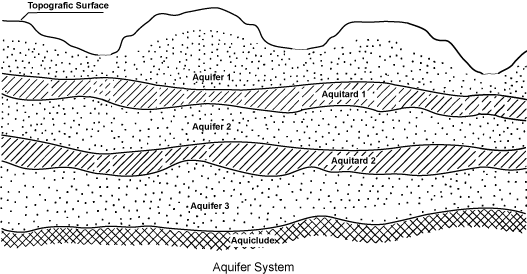 Topografic Surface
Aquifer 1
Aquitard 1
Aquifer 2
Aquitard 2
Aquifer 3
Aquiclude
Aquifer System